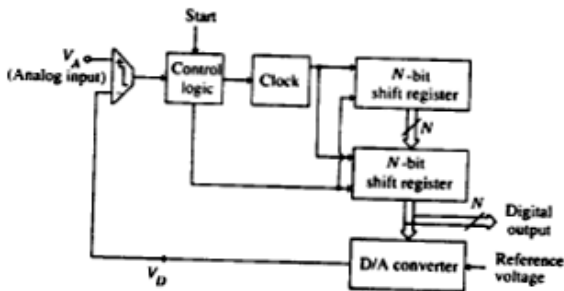 Start
V_A
(Analog input)
Control
logic
Clock
N-bit
shift register
N
N-bit
shift register
N
Digital
output
D/A converter
Reference
voltage
V_D